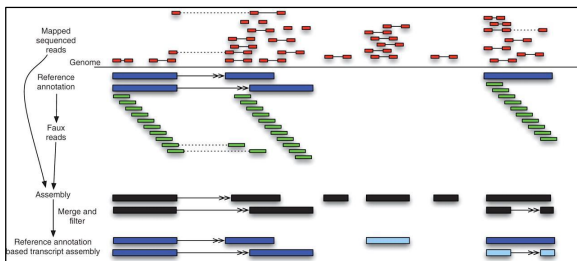 Mapped
sequenced
reads
Genome
Reference
annotation
Faux
reads
Assembly
Merge and
filter
Reference annotation
based transcript assembly